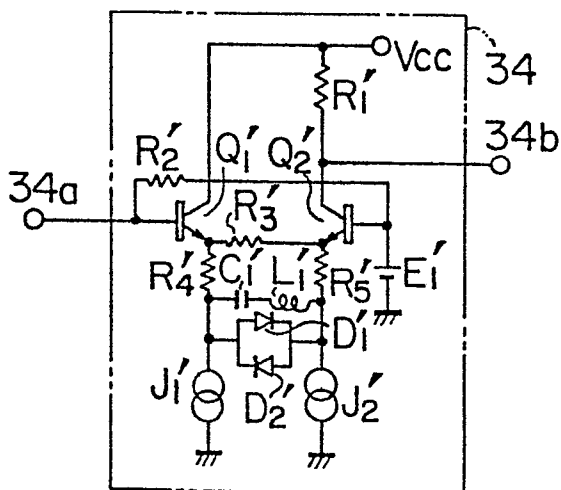 Vcc
34
R1'
34b
R2'
Q1'
Q2'
34a
R3'
R4'
C1'
L1'
R5'
E1'
D1'
J1'
D2'
J2'